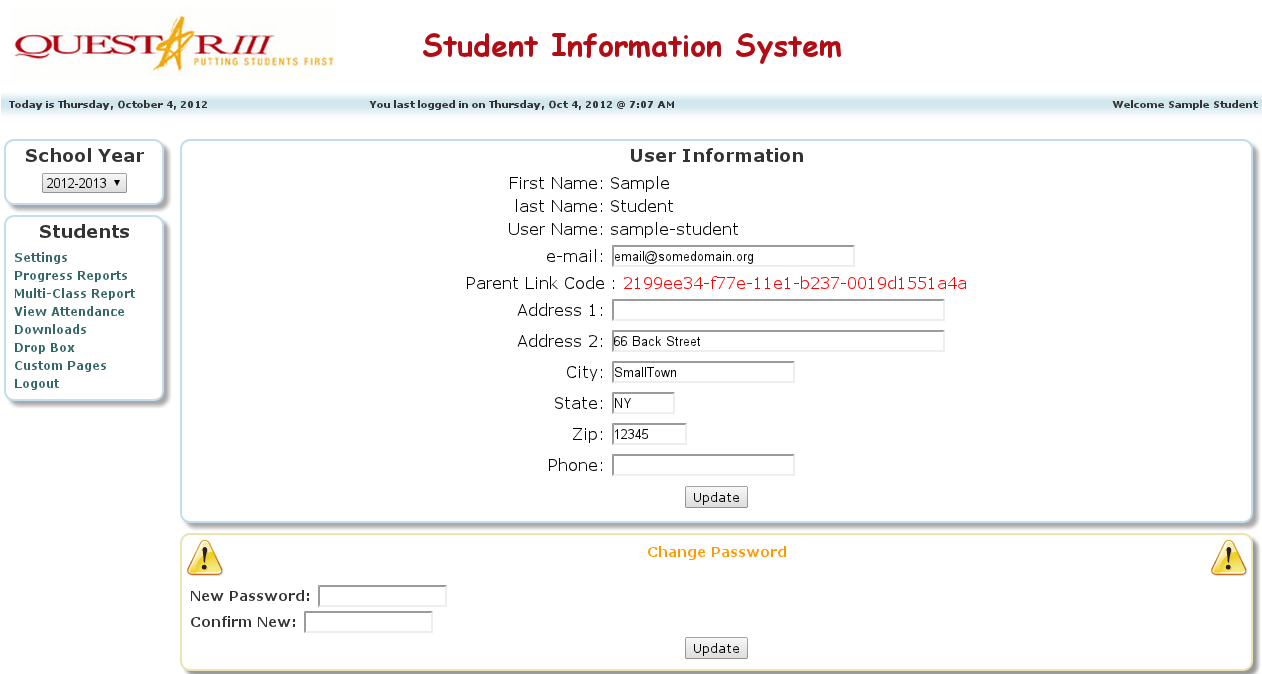 QUESTAR III
PUTTING STUDENTS FIRST
Student Information System
Today is Thursday, October 4, 2012
You last logged in on Thursday, Oct 4, 2012 @ 7:07 AM
Welcome Sample Student
School Year
2012-2013
Students
Settings
Progress Reports
Multi-Class Report
View Attendance
Downloads
Drop Box
Custom Pages
Logout
User Information
First Name: Sample
last Name: Student
User Name: sample-student
e-mail: email@somedomain.org
Parent Link Code : 2199ee34-f77e-11e1-b237-0019d1551a4a
Address 1:
Address 2: 66 Back Street
City: SmallTown
State: NY
Zip: 12345
Phone:
Update
Change Password
New Password:
Confirm New:
Update